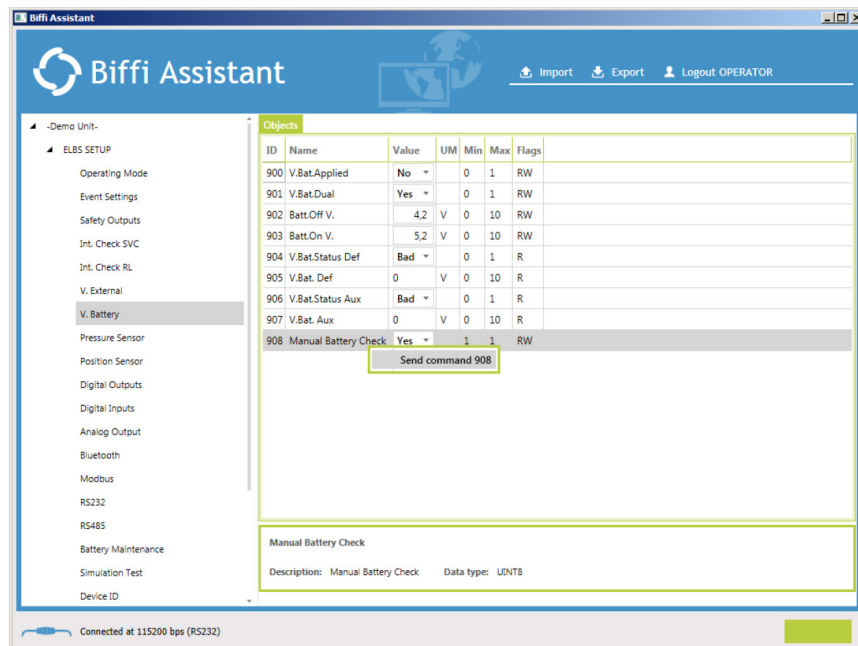 Biffi Assistant
Biffi Assistant
Import Export Logout OPERATOR
-Demo Unit-
ELBS SETUP
Operating Mode
Event Settings
Safety Outputs
Int. Check SVC
Int. Check RL
V. External
V. Battery
Pressure Sensor
Position Sensor
Digital Outputs
Digital Inputs
Analog Output
Bluetooth
Modbus
RS232
RS485
Battery Maintenance
Simulation Test
Device ID
Objects
ID Name Value UM Min Max Flags
900 V.Bat.Applied No 0 1 RW
901 V.Bat.Dual Yes 0 1 RW
902 Batt.Off V. 4,2 V 0 10 RW
903 Batt.On V. 5,2 V 0 10 RW
904 V.Bat.Status Def Bad 0 1 R
905 V.Bat. Def 0 V 0 10 R
906 V.Bat.Status Aux Bad 0 1 R
907 V.Bat. Aux 0 V 0 10 R
908 Manual Battery Check Yes 1 1 RW
Send command 908
Manual Battery Check
Description: Manual Battery Check Data type: UINT8
Connected at 115200 bps (RS232)